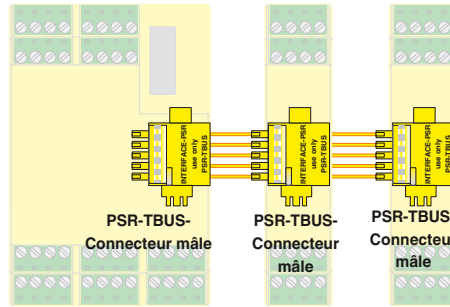 INTERFACE-PSR
use only
PSR-TBUS
INTERFACE-PSR
use only
PSR-TBUS
INTERFACE-PSR
use only
PSR-TBUS
PSR-TBUS-
Connecteur mâle
PSR-TBUS-
Connecteur
mâle
PSR-TBUS
Connecteu
mâle